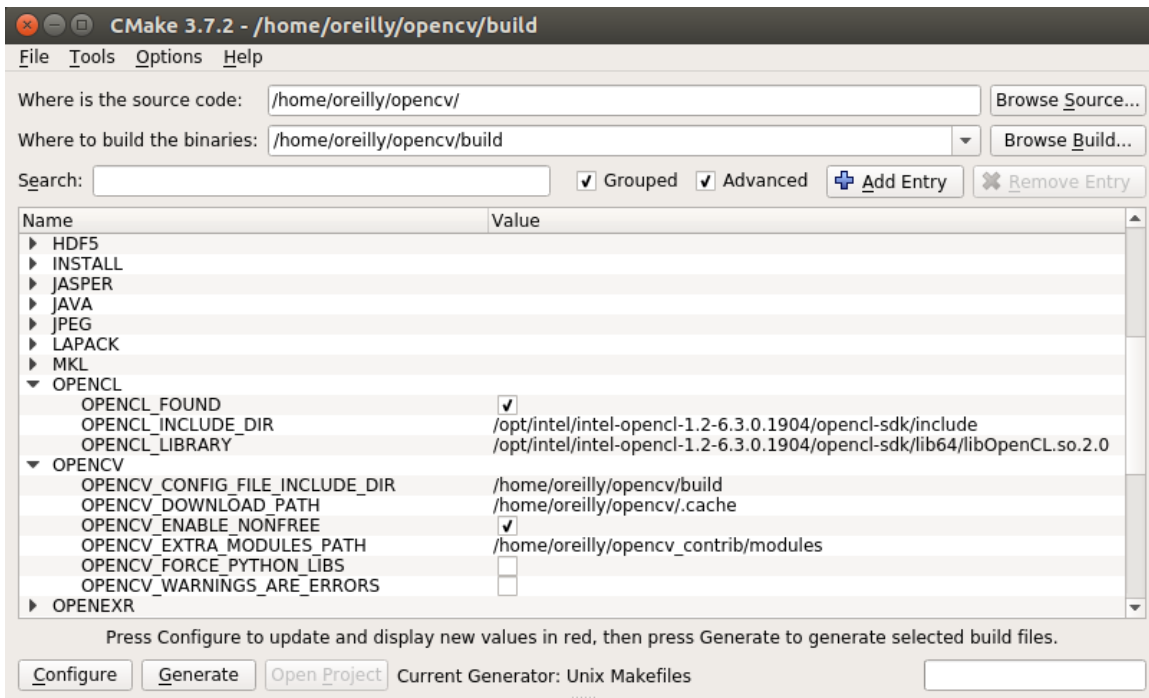 CMake 3.7.2 - /home/oreilly/opencv/build
File Tools Options Help
Where is the source code: /home/oreilly/opencv/ Browse Source...
Where to build the binaries: /home/oreilly/opencv/build Browse Build...
Search: Grouped Advanced Add Entry Remove Entry
Name Value
HDF5
INSTALL
JASPER
JAVA
JPEG
LAPACK
MKL
OPENCL
OPENCL_FOUND
OPENCL_INCLUDE_DIR /opt/intel/intel-opencl-1.2-6.3.0.1904/opencl-sdk/include
OPENCL_LIBRARY /opt/intel/intel-opencl-1.2-6.3.0.1904/opencl-sdk/lib64/libOpenCL.so.2.0
OPENCV
OPENCV_CONFIG_FILE_INCLUDE_DIR /home/oreilly/opencv/build
OPENCV_DOWNLOAD_PATH /home/oreilly/opencv/.cache
OPENCV_ENABLE_NONFREE
OPENCV_EXTRA_MODULES_PATH /home/oreilly/opencv_contrib/modules
OPENCV_FORCE_PYTHON_LIBS
OPENCV_WARNINGS_ARE_ERRORS
OPENEXR
Press Configure to update and display new values in red, then press Generate to generate selected build files.
Configure Generate Open Project Current Generator: Unix Makefiles